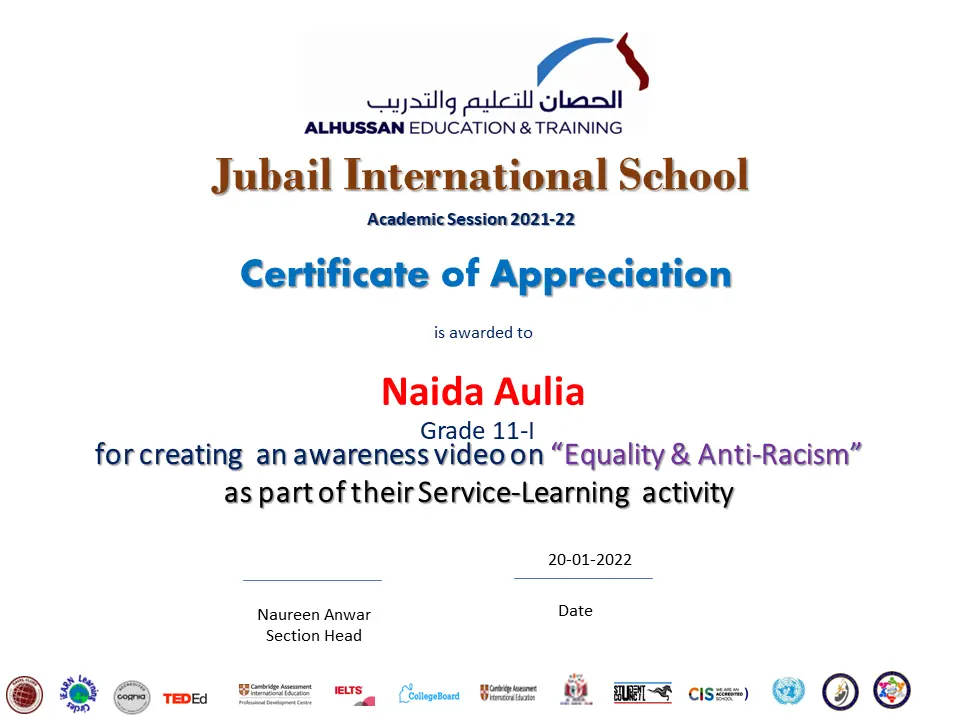 الحصان للتعليم والتدريب
ALHUSSAN EDUCATION & TRAINING
Jubail International School
Academic Session 2021-22
Certificate of Appreciation
is awarded to
Naida Aulia
Grade 11-I
for creating an awareness video on “Equality & Anti-Racism”
as part of their Service-Learning activity
20-01-2022
Naureen Anwar
Section Head
Date
iEARN Learning Circles
cognia
TEDEd
Cambridge Assessment
International Education
Professional Development Centre
IELTS
CollegeBoard
Cambridge Assessment
International Education
STUDENT
CIS WE ARE AN ACCREDITED SCHOOL